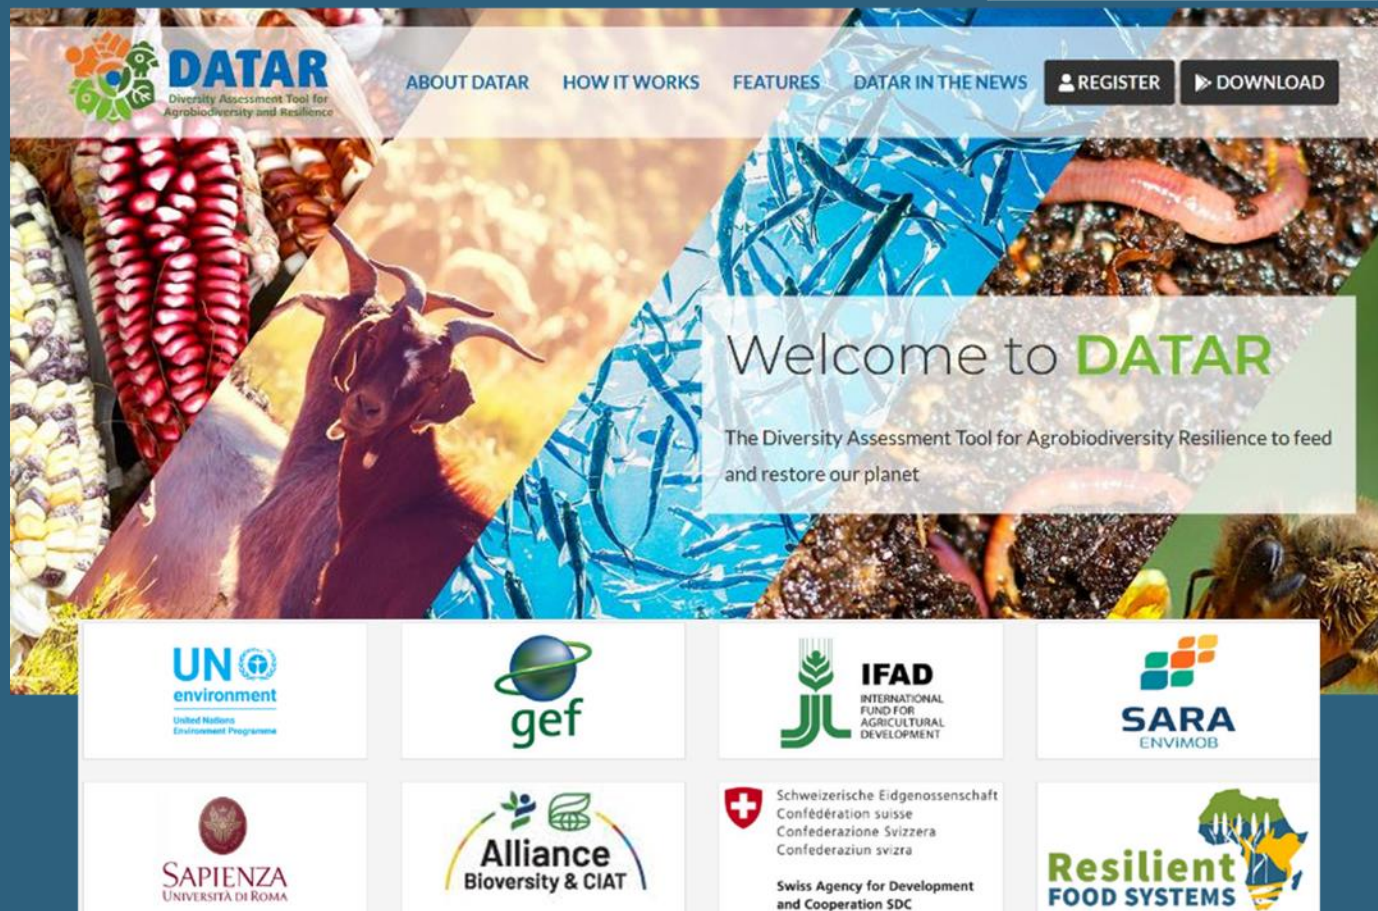 DATAR
Diversity Assessment Tool for
Agrobiodiversity and Resilience
ABOUT DATAR
HOW IT WORKS
FEATURES
DATAR IN THE NEWS
REGISTER
DOWNLOAD
Welcome to DATAR
The Diversity Assessment Tool for Agrobiodiversity Resilience to feed
and restore our planet
UN
environment
United Nations
Environment Programme
gef
IFAD
INTERNATIONAL
FUND FOR
AGRICULTURAL
DEVELOPMENT
SARA
ENViMOB
SAPIENZA
UNIVERSITÀ DI ROMA
Alliance
Bioversity & CIAT
Schweizerische Eidgenossenschaft
Confédération suisse
Confederazione Svizzera
Confederaziun svizra
Swiss Agency for Development
and Cooperation SDC
Resilient
FOOD SYSTEMS